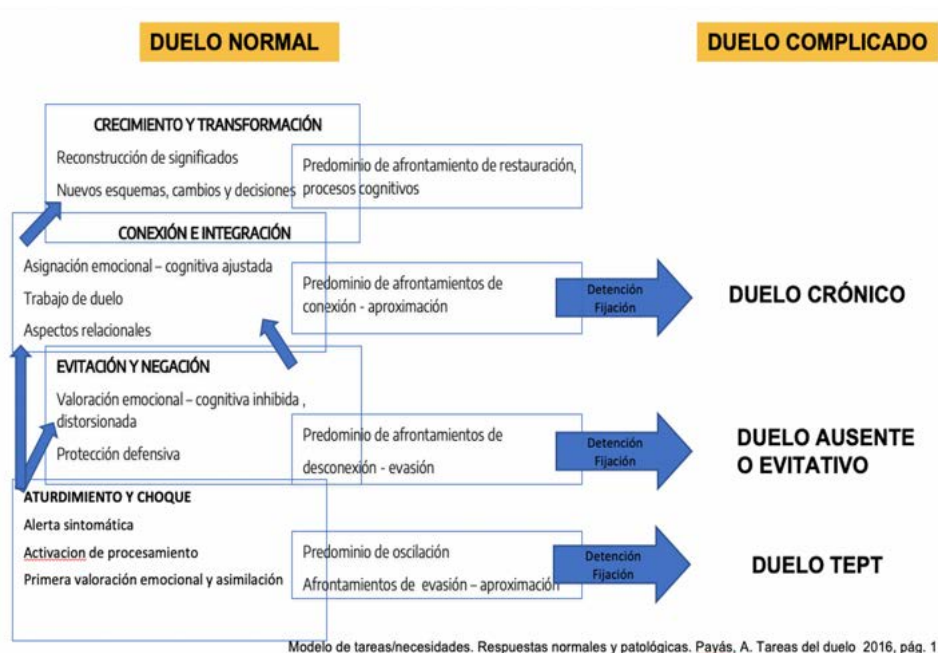 DUELO NORMAL
DUELO COMPLICADO
CRECIMIENTO Y TRANSFORMACIÓN
Reconstrucción de significados
Nuevos esquemas, cambios y decisiones
Predominio de afrontamiento de restauración,
procesos cognitivos
CONEXIÓN E INTEGRACIÓN
Asignación emocional – cognitiva ajustada
Trabajo de duelo
Aspectos relacionales
Predominio de afrontamientos de
conexión - aproximación
Detención
Fijación
DUELO CRÓNICO
EVITACIÓN Y NEGACIÓN
Valoración emocional – cognitiva inhibida ,
distorsionada
Protección defensiva
Predominio de afrontamientos de
desconexión - evasión
Detención
Fijación
DUELO AUSENTE
O EVITATIVO
ATURDIMIENTO Y CHOQUE
Alerta sintomática
Activacion de procesamiento
Primera valoración emocional y asimilación
Predominio de oscilación
Afrontamientos de evasión – aproximación
Detención
Fijación
DUELO TEPT
Modelo de tareas/necesidades. Respuestas normales y patológicas. Payás, A. Tareas del duelo 2016, pág. 1